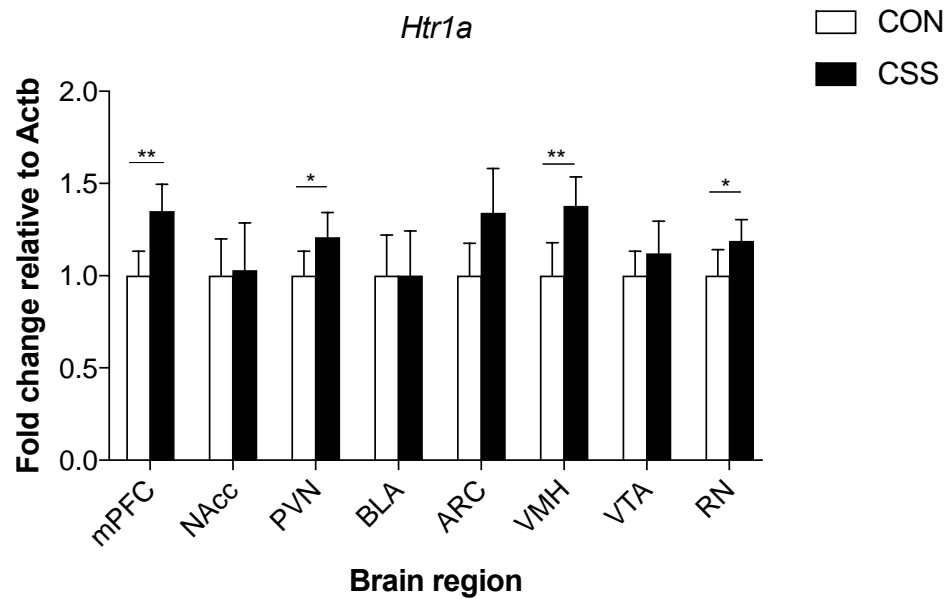 Htr1a
CON
CSS
Fold change relative to Actb
2.0
1.5
1.0
0.5
0.0
**
*
**
*
mPFC
NAcc
PVN
BLA
ARC
VMH
VTA
RN
Brain region